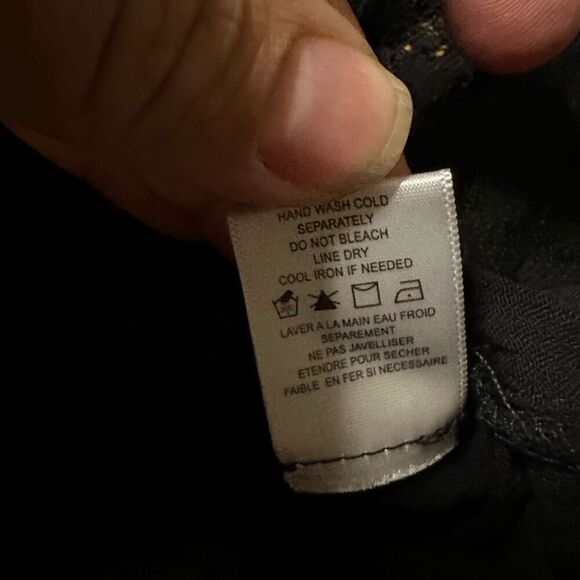 HAND WASH COLD
SEPARATELY
DO NOT BLEACH
LINE DRY
COOL IRON IF NEEDED
LAVER A LA MAIN EAU FROID
SEPAREMENT
NE PAS JAVELLISER
ETENDRE POUR SECHER
FAIBLE EN FER SI NECESSAIRE